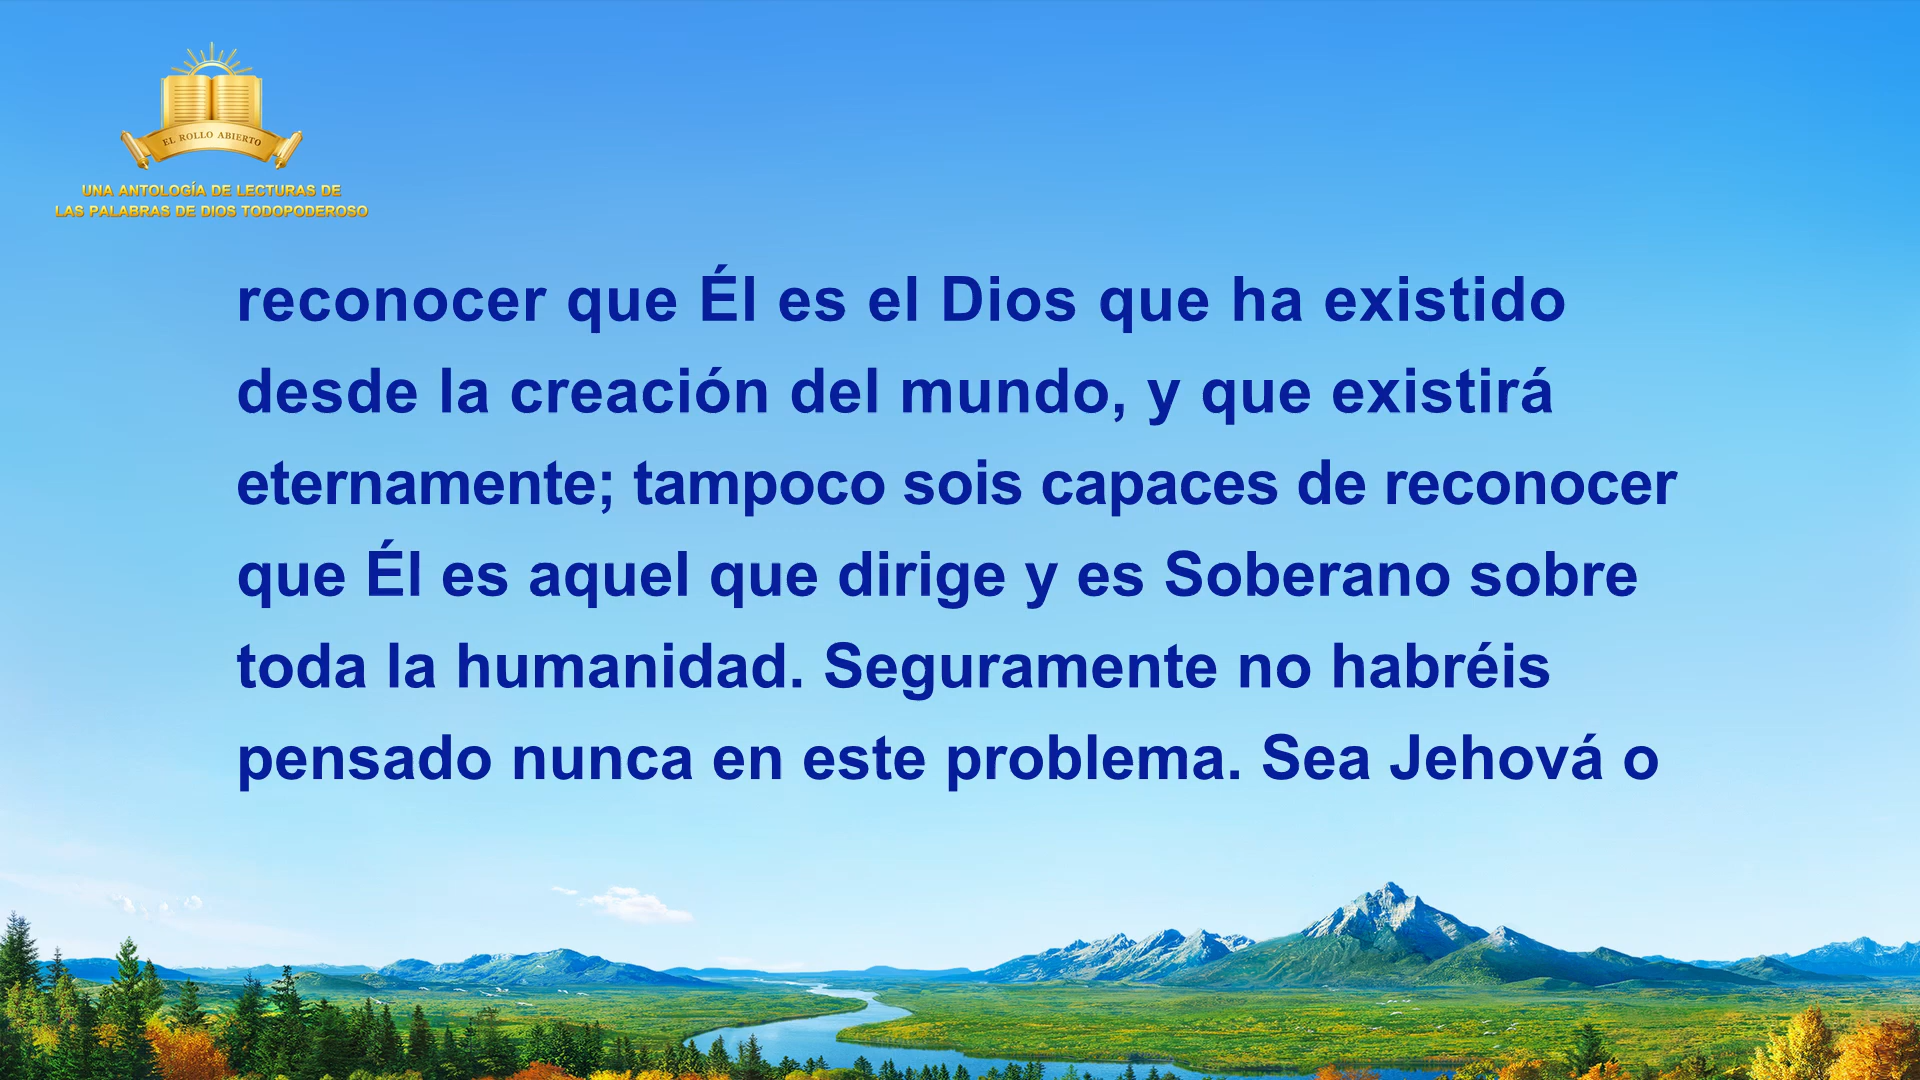 EL ROLLO ABIERTO
UNA ANTOLOGÍA DE LECTURAS DE
LAS PALABRAS DE DIOS TODOPODEROSO
reconocer que Él es el Dios que ha existido
desde la creación del mundo, y que existirá
eternamente; tampoco sois capaces de reconocer
que Él es aquel que dirige y es Soberano sobre
toda la humanidad. Seguramente no habréis
pensado nunca en este problema. Sea Jehová o